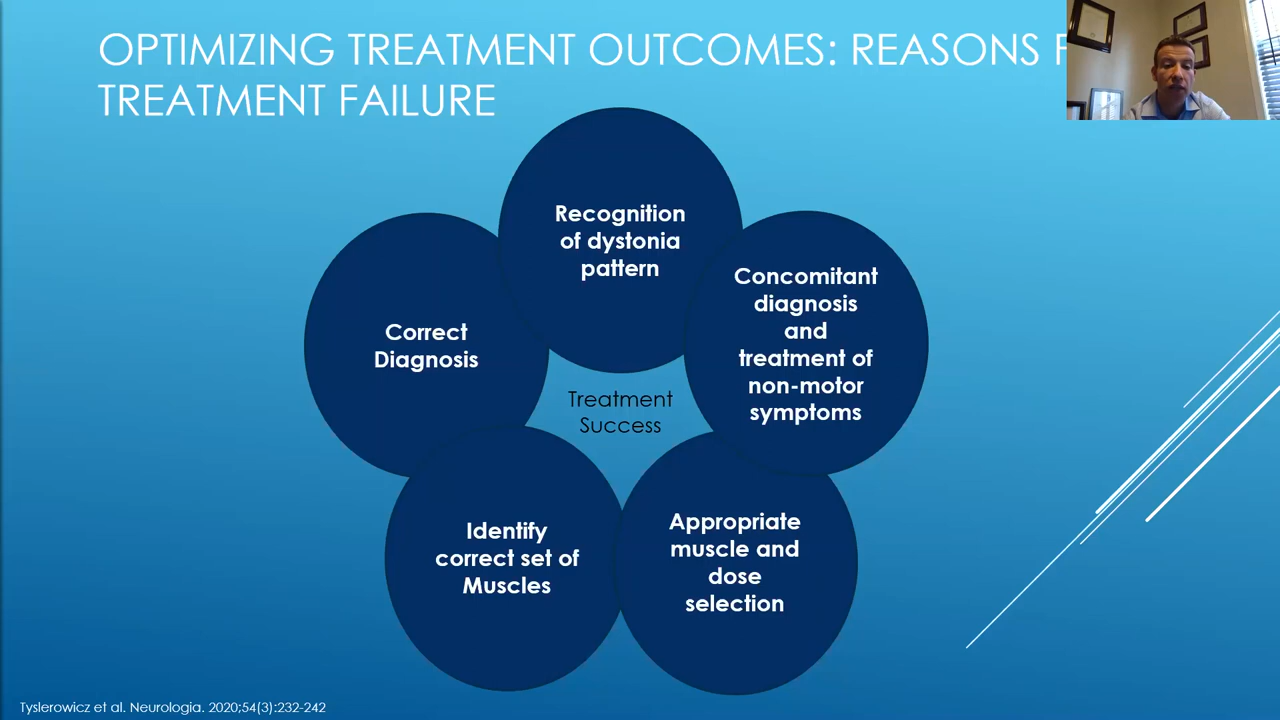 OPTIMIZING TREATMENT OUTCOMES: REASONS
TREATMENT FAILURE
Recognition
of dystonia
pattern
Concomitant
diagnosis
and
treatment of
non-motor
symptoms
Correct
Diagnosis
Treatment
Success
Identify
correct set of
Muscles
Appropriate
muscle and
dose
selection
Tyslerowicz et al. Neurologia. 2020;54(3):232-242